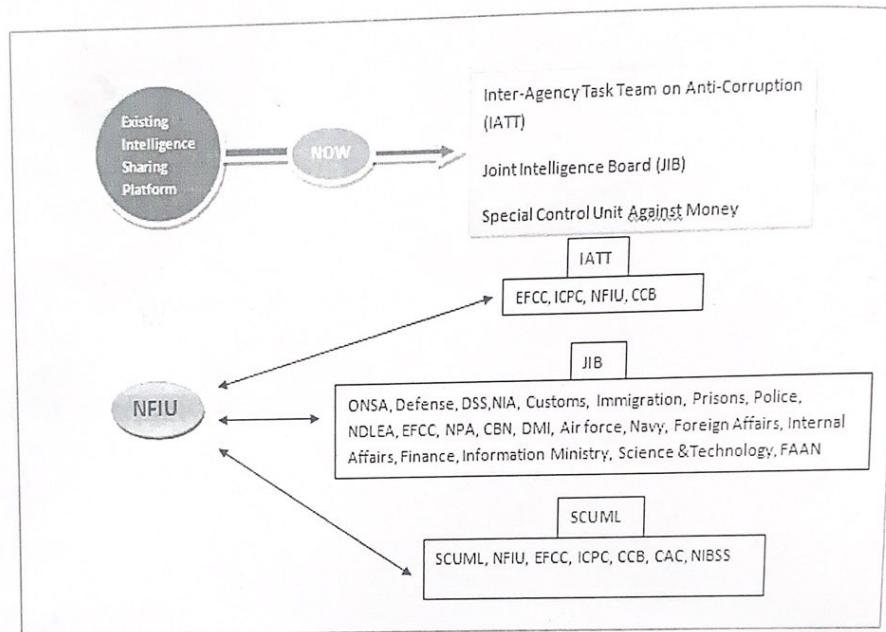 Existing
Intelligence
Sharing
Platform
NOW
Inter-Agency Task Team on Anti-Corruption
(IATT)
Joint Intelligence Board (JIB)
Special Control Unit Against Money
IATT
EFCC, ICPC, NFIU, CCB
NFIU
JIB
ONSA, Defense, DSS,NIA, Customs, Immigration, Prisons, Police,
NDLEA, EFCC, NPA, CBN, DMI, Airforce, Navy, Foreign Affairs, Internal
Affairs, Finance, Information Ministry, Science &Technology, FAAN
SCUML
SCUML, NFIU, EFCC, ICPC, CCB, CAC, NIBSS